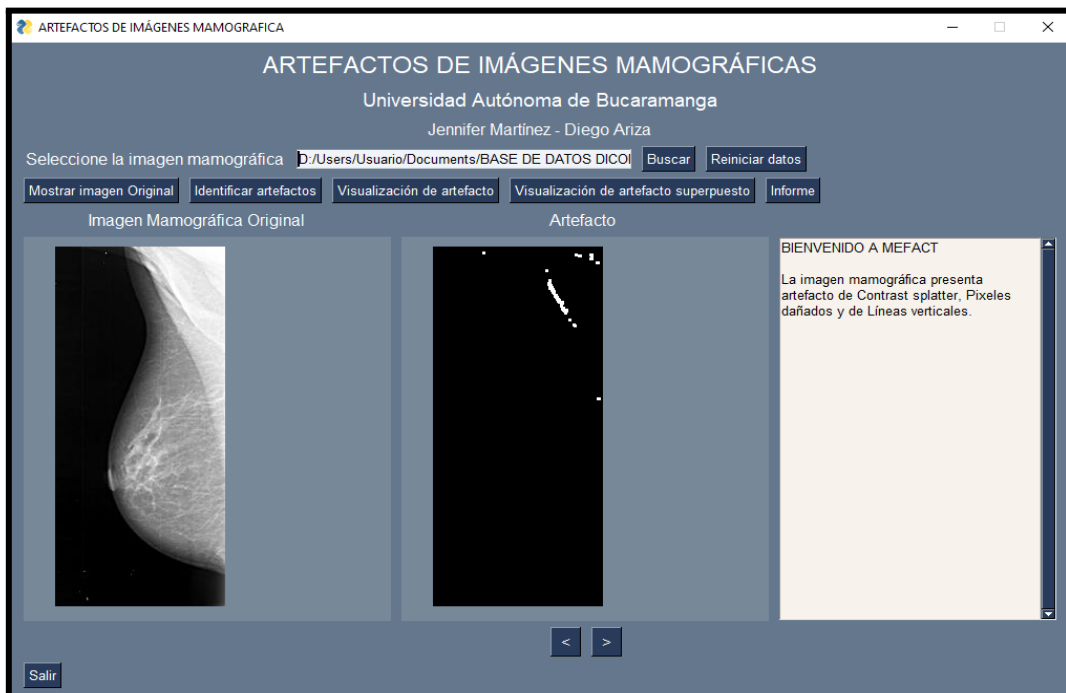 ARTEFACTOS DE IMÁGENES MAMOGRAFICA
ARTEFACTOS DE IMÁGENES MAMOGRÁFICAS
Universidad Autónoma de Bucaramanga
Jennifer Martínez - Diego Ariza
Seleccione la imagen mamográfica D:/Users/Usuario/Documents/BASE DE DATOS DICOI Buscar Reiniciar datos
Mostrar imagen Original Identificar artefactos Visualización de artefacto Visualización de artefacto superpuesto Informe
Imagen Mamográfica Original Artefacto
BIENVENIDO A MEFACT
La imagen mamográfica presenta
artefacto de Contrast splatter, Pixeles
dañados y de Líneas verticales.
< >
Salir